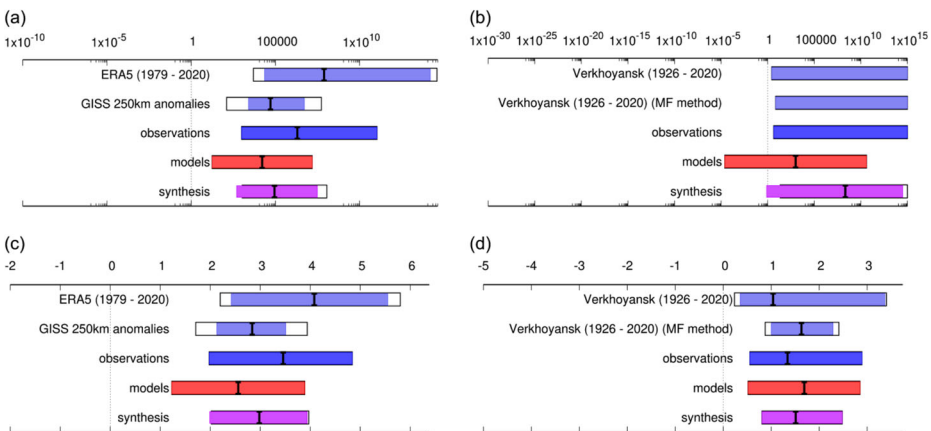 (a)
1x10-10 1x10-5 1 100000 1x1010
ERA5 (1979 - 2020)
GISS 250km anomalies
observations
models
synthesis
(b)
1x10-30 1x10-25 1x10-20 1x10-15 1x10-10 1x10-5 1 100000 1x1010 1x1015
Verkhoyansk (1926 - 2020)
Verkhoyansk (1926 - 2020) (MF method)
observations
models
synthesis
(c)
-2 -1 0 1 2 3 4 5 6
ERA5 (1979 - 2020)
GISS 250km anomalies
observations
models
synthesis
(d)
-5 -4 -3 -2 -1 0 1 2 3
Verkhoyansk (1926 - 2020)
Verkhoyansk (1926 - 2020) (MF method)
observations
models
synthesis